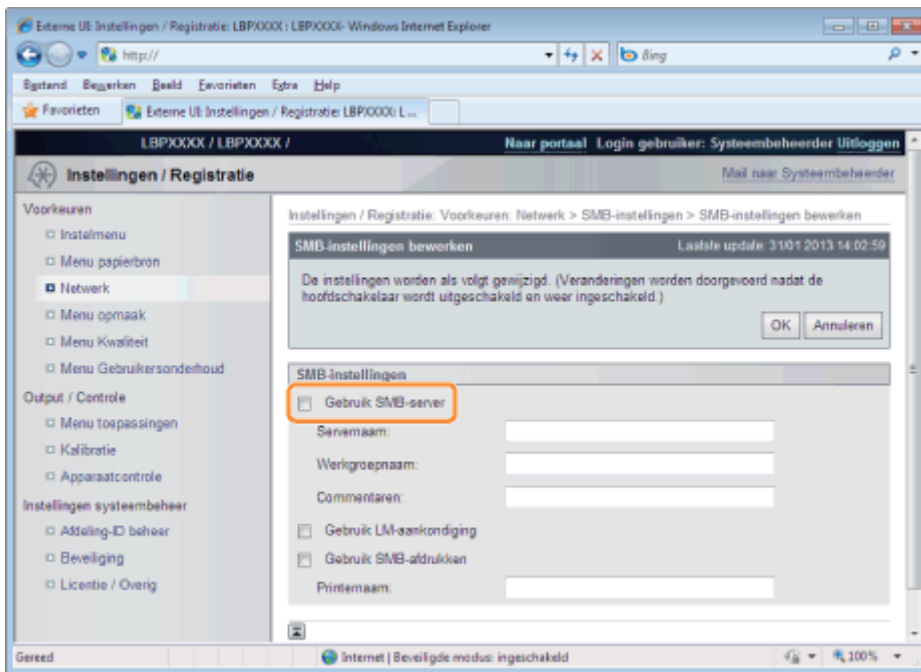 Externe UI: Instellingen / Registratie: LBPXXXX : LBPXXXX- Windows Internet Explorer
http://
Bing
Bestand Bewerken Beeld Favorieten Extra Help
Favorieten
Externe UI: Instellingen / Registratie: LBPXXXX: L...
LBPXXXX / LBPXXXX /
Naar portaal Login gebruiker: Systeembeheerder Uitloggen
Instellingen / Registratie
Mail naar Systeembeheerder
Voorkeuren
Instelmenu
Menu papierbron
Netwerk
Menu opmaak
Menu Kwaliteit
Menu Gebruikersonderhoud
Output / Controle
Menu toepassingen
Kalibratie
Apparaatcontrole
Instellingen systeembeheer
Afdeling-ID beheer
Beveiliging
Licentie / Overig
Instellingen / Registratie: Voorkeuren: Netwerk > SMB-instellingen > SMB-instellingen bewerken
SMB-instellingen bewerken
Laatste update: 31/01 2013 14:02:59
De instellingen worden als volgt gewijzigd. (Veranderingen worden doorgevoerd nadat de
hoofdschakelaar wordt uitgeschakeld en weer ingeschakeld.)
OK
Annuleren
SMB-instellingen
Gebruik SMB-server
Servernaam:
Werkgroepnaam:
Commentaren:
Gebruik LM-aankondiging
Gebruik SMB-afdrukken
Printernaam:
Gereed
Internet | Beveiligde modus: ingeschakeld
100%